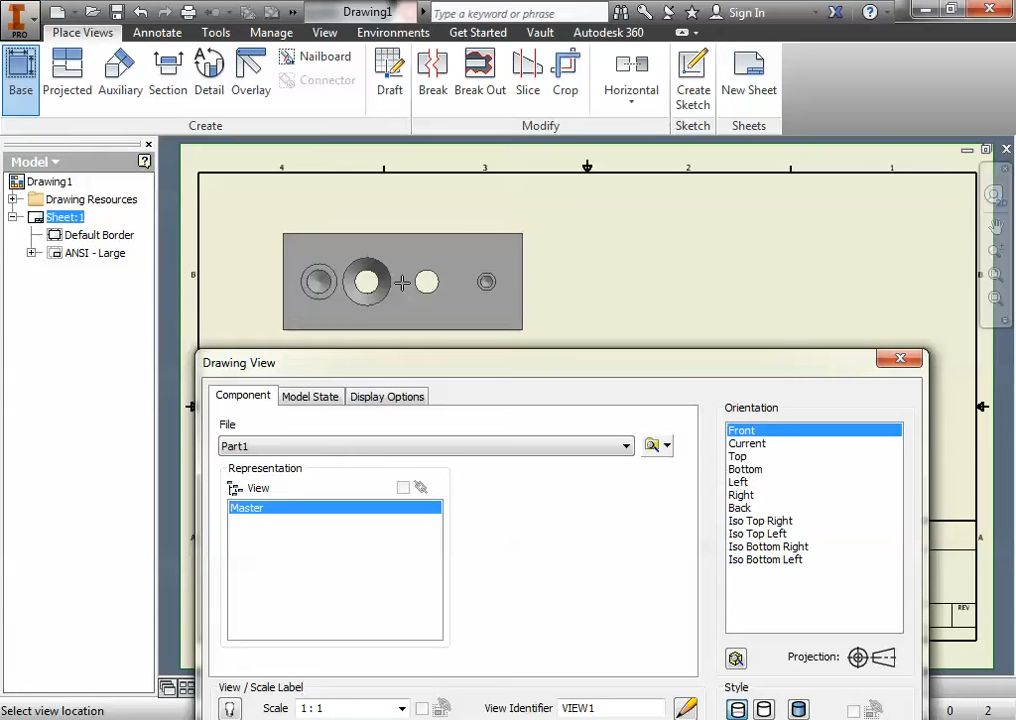 Drawing1
Type a keyword or phrase
Sign In
PRO
Place Views
Annotate
Tools
Manage
View
Environments
Get Started
Vault
Autodesk 360
Base
Projected
Auxiliary
Section
Detail
Overlay
Nailboard
Connector
Draft
Break
Break Out
Slice
Crop
Horizontal
Create
Sketch
New Sheet
Create
Modify
Sketch
Sheets
Model
Drawing1
Drawing Resources
Sheet:1
Default Border
ANSI - Large
4
3
2
1
B
B
A
A
REV
2D
Drawing View
Component
Model State
Display Options
File
Part1
Representation
View
Master
Orientation
Front
Current
Top
Bottom
Left
Right
Back
Iso Top Right
Iso Top Left
Iso Bottom Right
Iso Bottom Left
Projection:
View / Scale Label
Scale
1 : 1
View Identifier
VIEW1
Style
Select view location
0
2